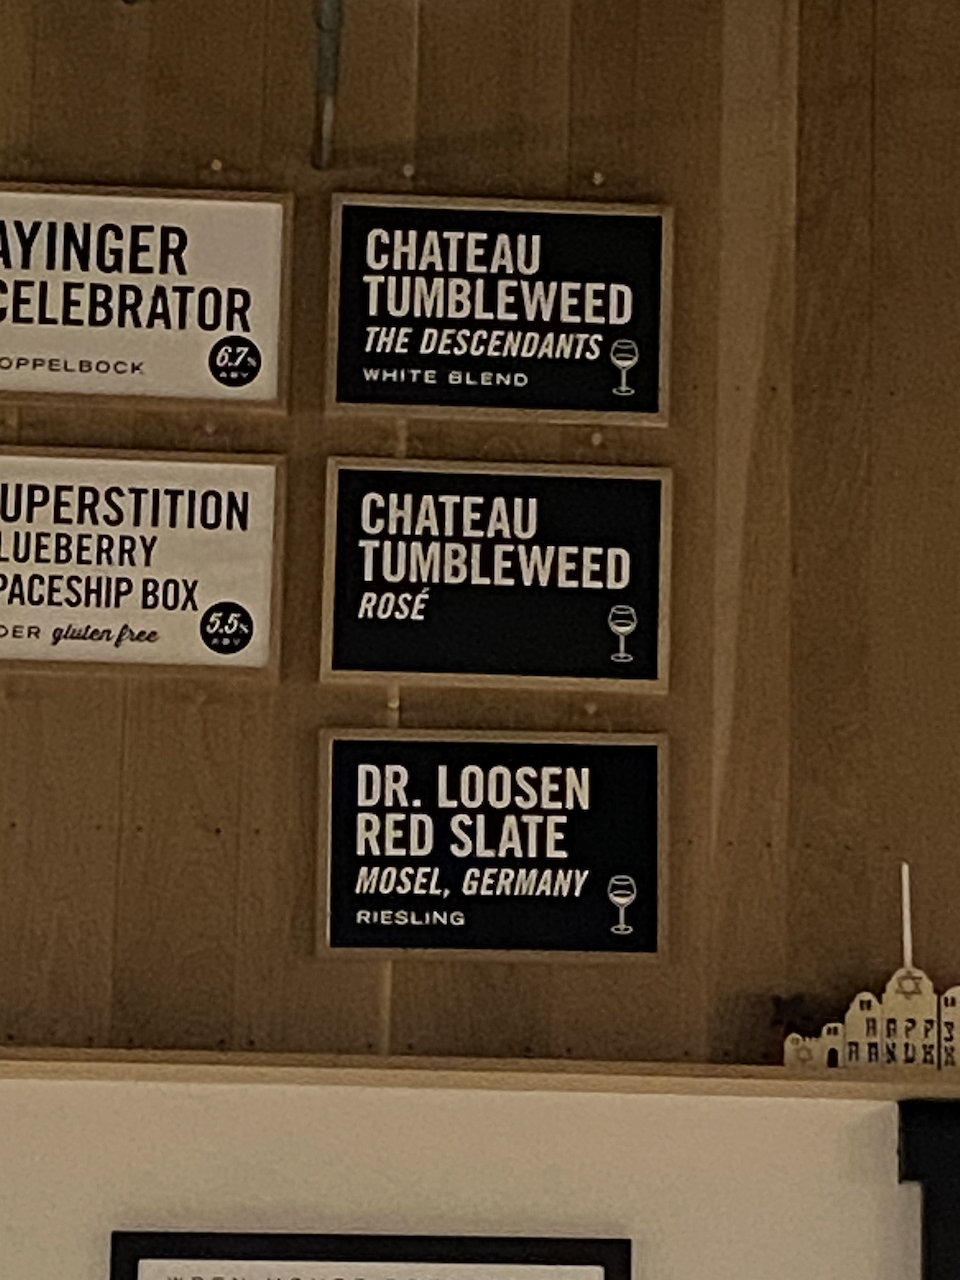 AYINGER
CELEBRATOR
OPPELBOCK
6.7%
ABV
CHATEAU
TUMBLEWEED
THE DESCENDANTS
WHITE BLEND
UPERSTITION
LUEBERRY
PACESHIP BOX
DER gluten free
5.5%
ABV
CHATEAU
TUMBLEWEED
ROSÉ
DR. LOOSEN
RED SLATE
MOSEL, GERMANY
RIESLING
HAPPY